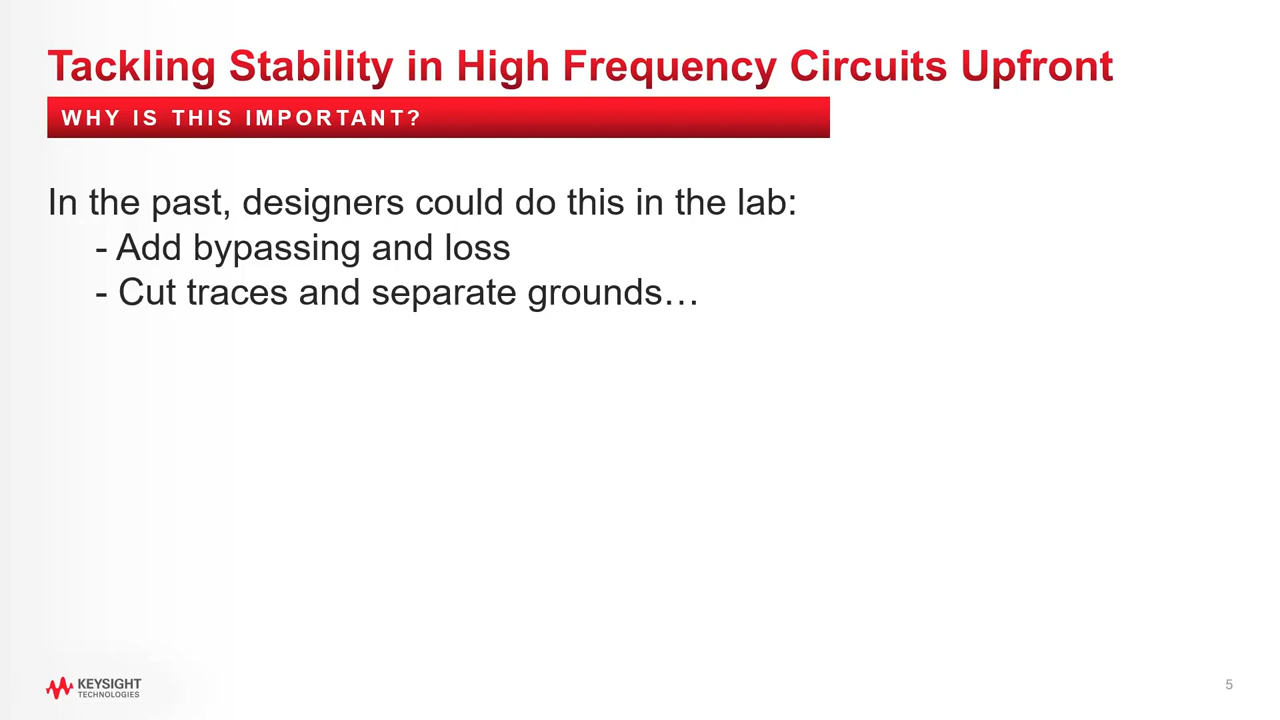 Tackling Stability in High Frequency Circuits Upfront
WHY IS THIS IMPORTANT?
In the past, designers could do this in the lab:
- Add bypassing and loss
- Cut traces and separate grounds…
KEYSIGHT
TECHNOLOGIES
5